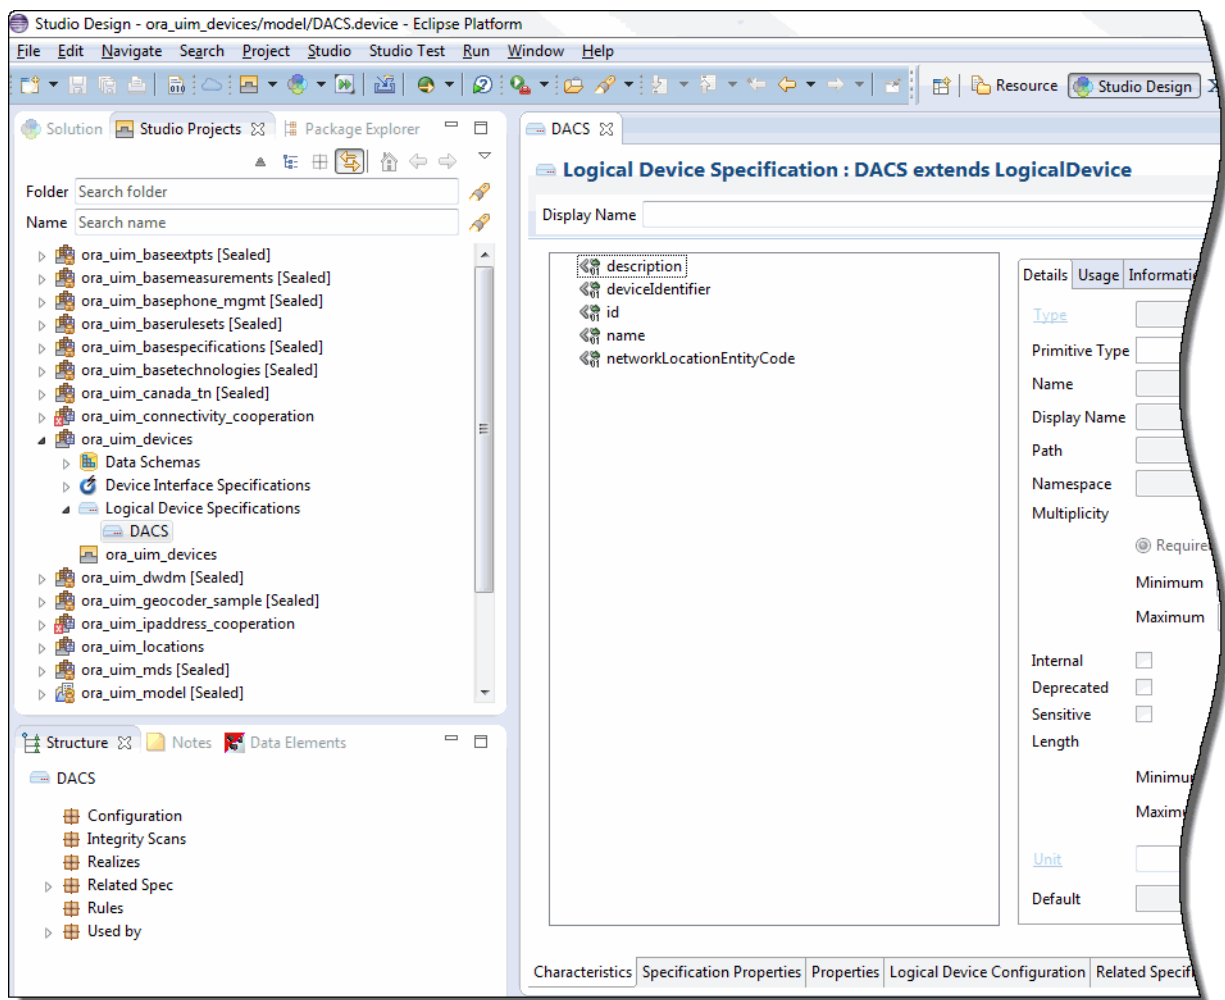 Studio Design - ora_uim_devices/model/DACS.device - Eclipse Platform
File Edit Navigate Search Project Studio Studio Test Run Window Help
Resource Studio Design
Solution Studio Projects Package Explorer
Folder Search folder
Name Search name
ora_uim_baseextpts [Sealed]
ora_uim_basemeasurements [Sealed]
ora_uim_basephone_mgmt [Sealed]
ora_uim_baserulesets [Sealed]
ora_uim_basespecifications [Sealed]
ora_uim_basetechnologies [Sealed]
ora_uim_canada_tn [Sealed]
ora_uim_connectivity_cooperation
ora_uim_devices
Data Schemas
Device Interface Specifications
Logical Device Specifications
DACS
ora_uim_devices
ora_uim_dwdm [Sealed]
ora_uim_geocoder_sample [Sealed]
ora_uim_ipaddress_cooperation
ora_uim_locations
ora_uim_mds [Sealed]
ora_uim_model [Sealed]
Structure Notes Data Elements
DACS
Configuration
Integrity Scans
Realizes
Related Spec
Rules
Used by
DACS
Logical Device Specification : DACS extends LogicalDevice
Display Name
description
deviceIdentifier
id
name
networkLocationEntityCode
Details Usage Informati
Type
Primitive Type
Name
Display Name
Path
Namespace
Multiplicity
Require
Minimum
Maximum
Internal
Deprecated
Sensitive
Length
Minimu
Maxim
Unit
Default
Characteristics Specification Properties Properties Logical Device Configuration Related Specif